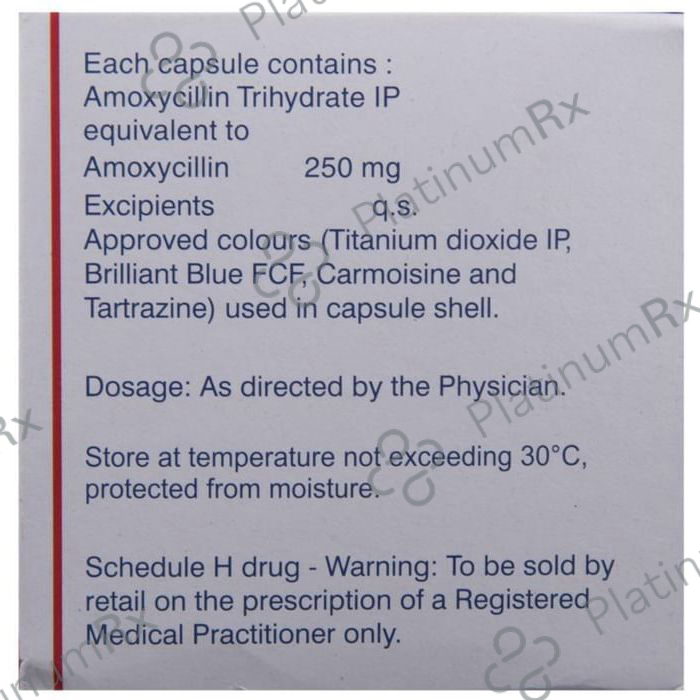 Each capsule contains :
Amoxycillin Trihydrate IP
equivalent to
Amoxycillin 250 mg
Excipients q.s.
Approved colours (Titanium dioxide IP,
Brilliant Blue FCF, Carmoisine and
Tartrazine) used in capsule shell.
Dosage: As directed by the Physician.
Store at temperature not exceeding 30°C,
protected from moisture.
Schedule H drug - Warning: To be sold by
retail on the prescription of a Registered
Medical Practitioner only.
PlatinumRx
PlatinumRx